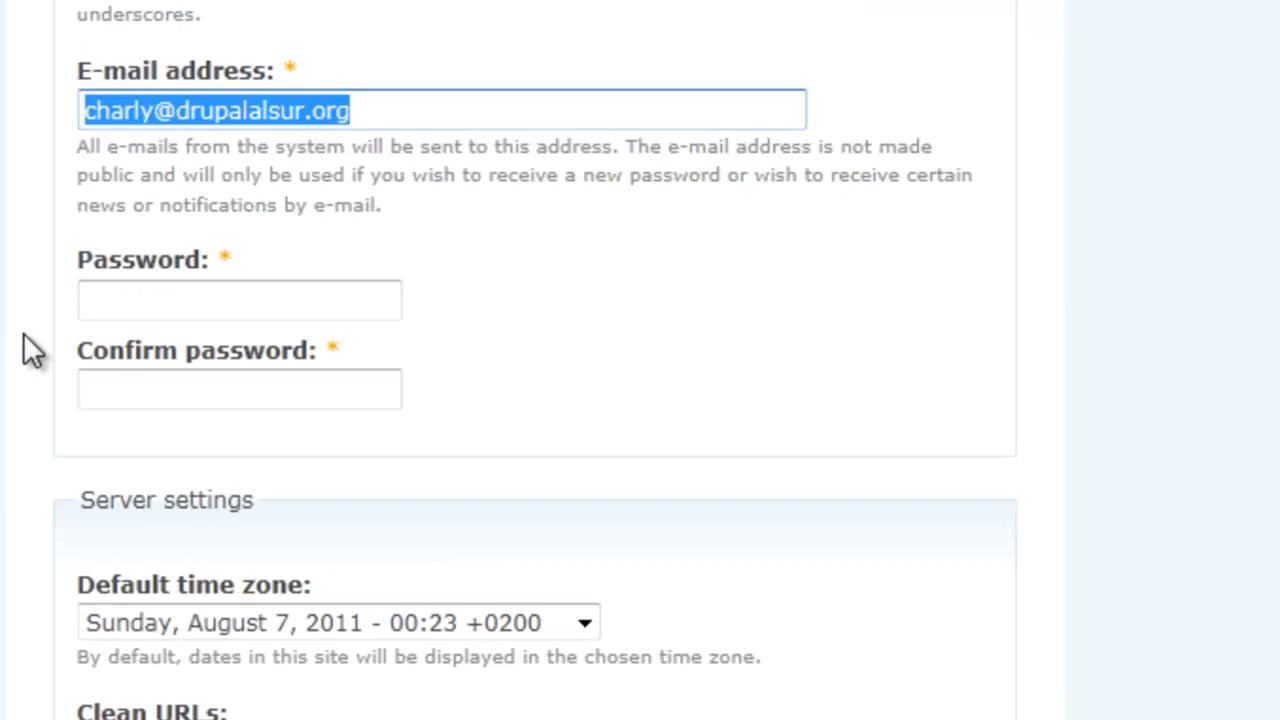 underscores.
E-mail address: *
charly@drupalalsur.org
All e-mails from the system will be sent to this address. The e-mail address is not made
public and will only be used if you wish to receive a new password or wish to receive certain
news or notifications by e-mail.
Password: *
Confirm password: *
Server settings
Default time zone:
Sunday, August 7, 2011 - 00:23 +0200
By default, dates in this site will be displayed in the chosen time zone.
Clean URLs: